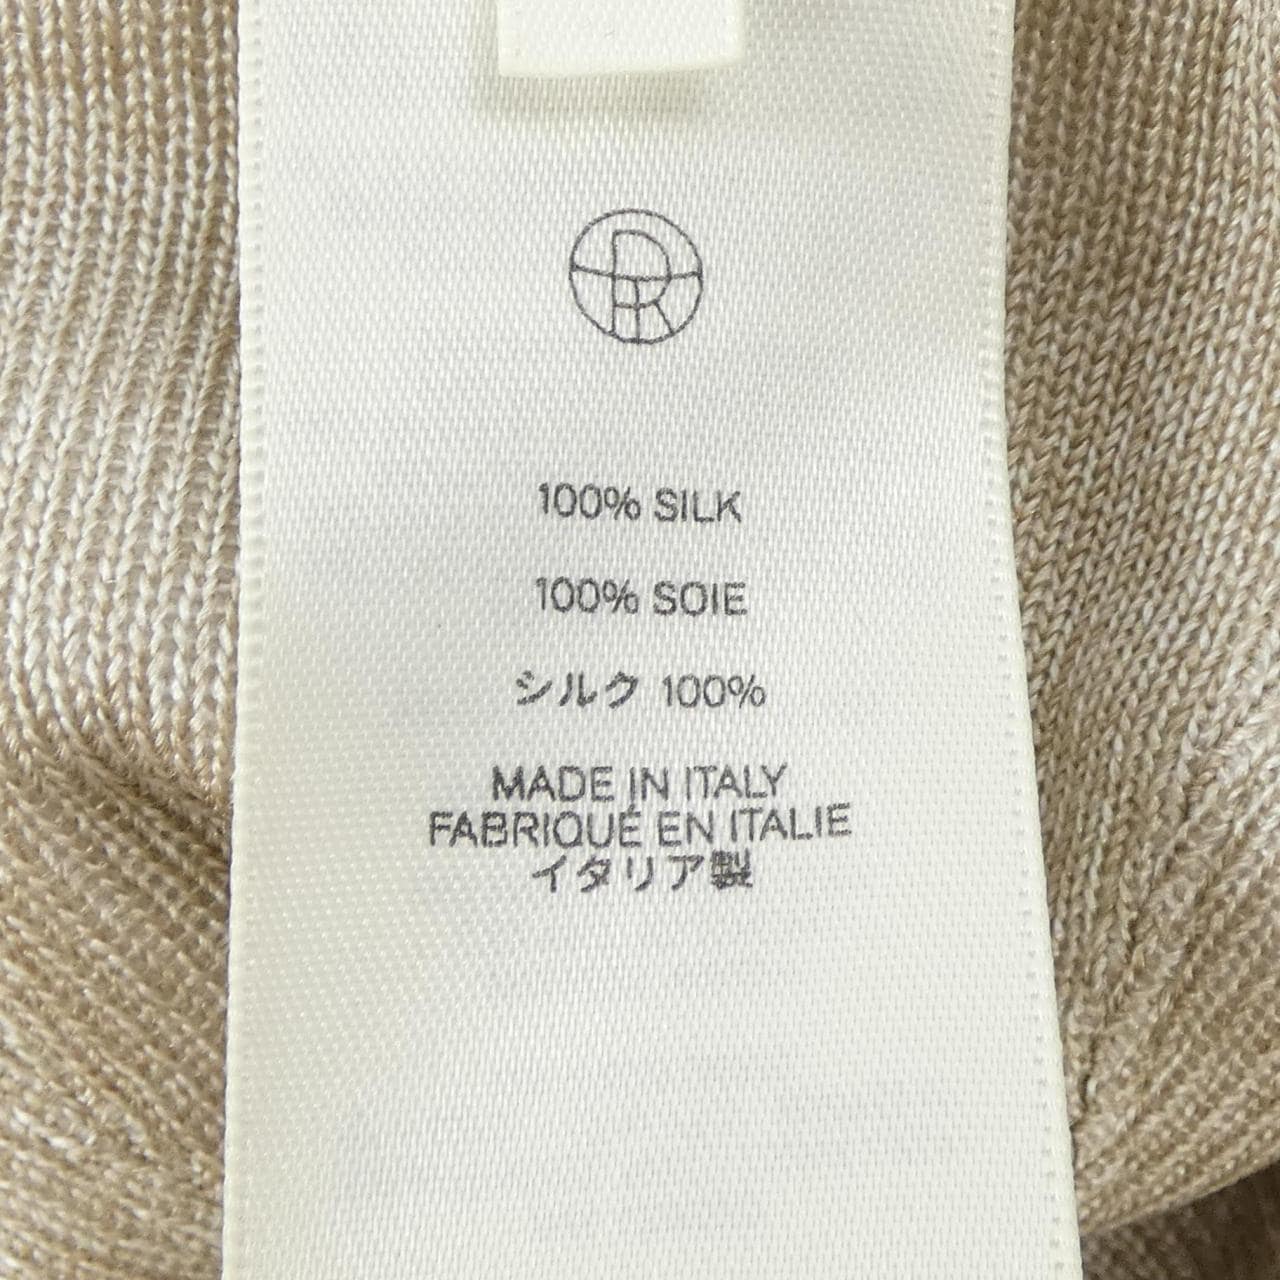 100% SILK
100% SOIE
シルク 100%
MADE IN ITALY
FABRIQUÉ EN ITALIE
イタリア製